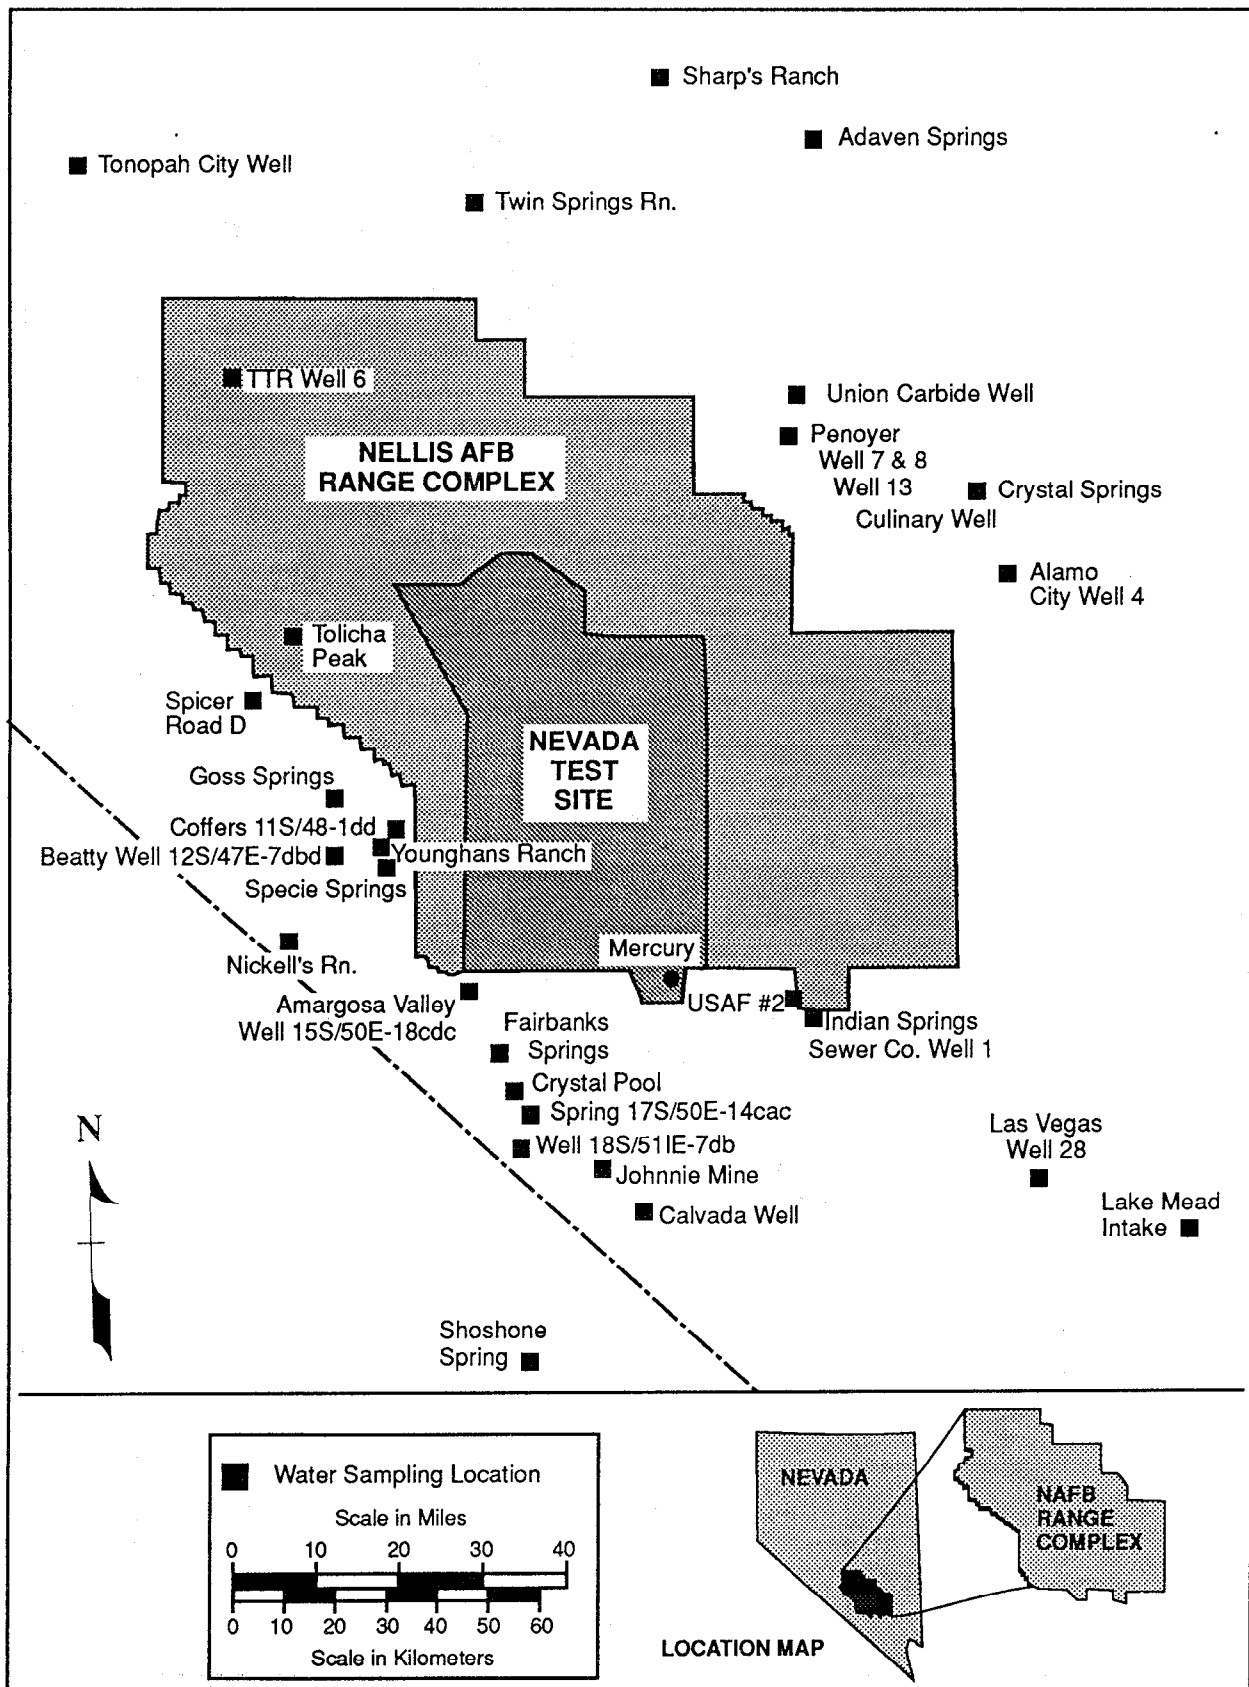 Sharp's Ranch
Adaven Springs
Tonopah City Well
Twin Springs Rn.
TTR Well 6
Union Carbide Well
NELLIS AFB
RANGE COMPLEX
Penoyer
Well 7 & 8
Well 13
Culinary Well
Crystal Springs
Alamo
City Well 4
Tolicha
Peak
Spicer
Road D
NEVADA
TEST
SITE
Goss Springs
Coffers 11S/48-1dd
Younghans Ranch
Beatty Well 12S/47E-7dbd
Specie Springs
Mercury
Nickell's Rn.
Amargosa Valley
Well 15S/50E-18cdc
USAF #2
Indian Springs
Sewer Co. Well 1
Fairbanks
Springs
Crystal Pool
Spring 17S/50E-14cac
Well 18S/51IE-7db
Johnnie Mine
Calvada Well
Las Vegas
Well 28
Lake Mead
Intake
N
Shoshone
Spring
Water Sampling Location
Scale in Miles
0 10 20 30 40
0 10 20 30 40 50 60
Scale in Kilometers
NEVADA
NAFB
RANGE
COMPLEX
LOCATION MAP